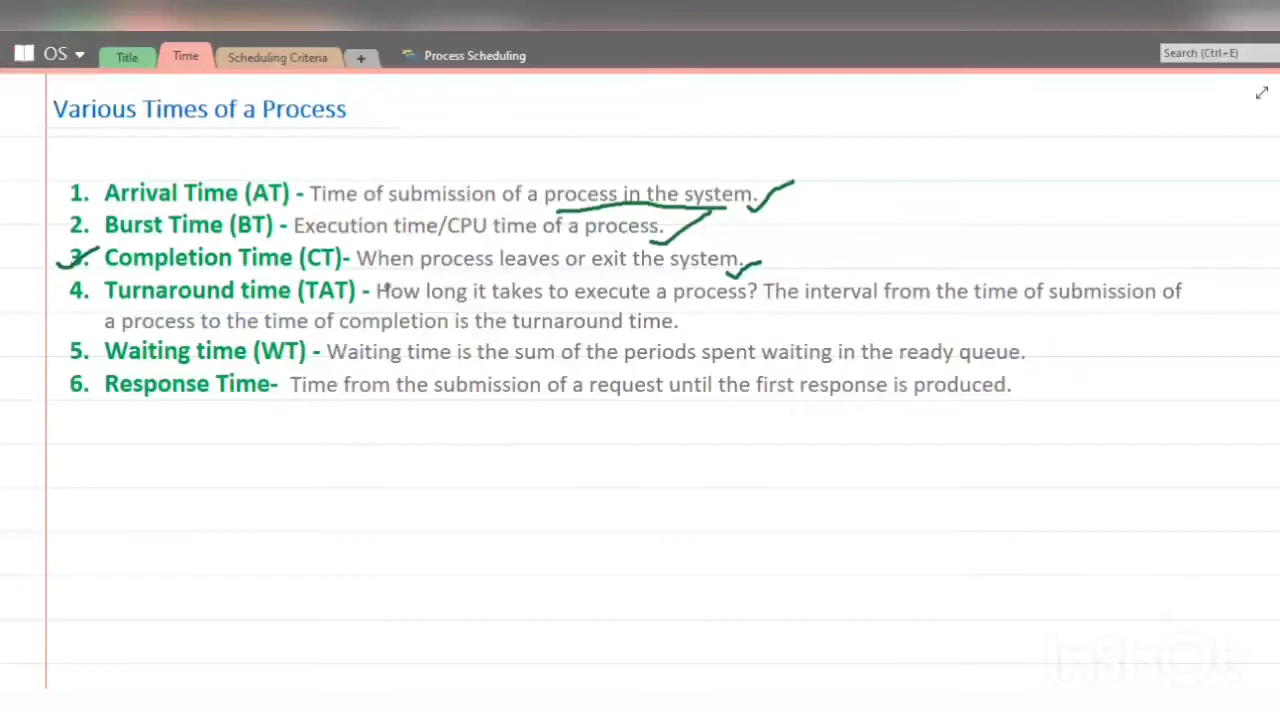 OS
Title
Time
Scheduling Criteria
+
Process Scheduling
Search (Ctrl+E)
Various Times of a Process
1. Arrival Time (AT) - Time of submission of a process in the system.
2. Burst Time (BT) - Execution time/CPU time of a process.
3. Completion Time (CT)- When process leaves or exit the system.
4. Turnaround time (TAT) - How long it takes to execute a process? The interval from the time of submission of
a process to the time of completion is the turnaround time.
5. Waiting time (WT) - Waiting time is the sum of the periods spent waiting in the ready queue.
6. Response Time- Time from the submission of a request until the first response is produced.
InShOt